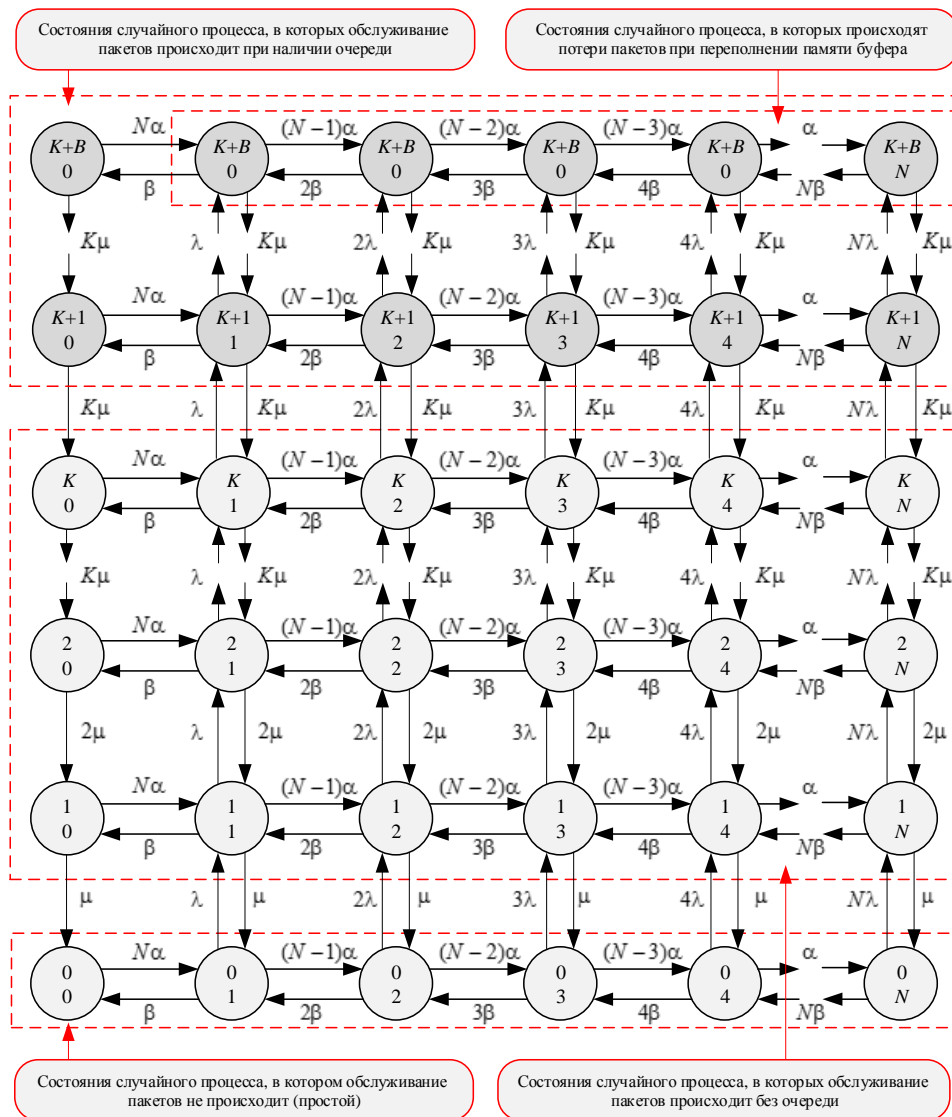 Состояния случайного процесса, в которых обслуживание
пакетов происходит при наличии очереди
Состояния случайного процесса, в которых происходят
потери пакетов при переполнении памяти буфера
Nα (N−1)α (N−2)α (N−3)α α
K+B K+B K+B K+B K+B K+B
0 0 0 0 0 N
β 2β 3β 4β Nβ
Kμ λ Kμ 2λ Kμ 3λ Kμ 4λ Kμ Nλ Kμ
Nα (N−1)α (N−2)α (N−3)α α
K+1 K+1 K+1 K+1 K+1 K+1
0 1 2 3 4 N
β 2β 3β 4β Nβ
Kμ λ Kμ 2λ Kμ 3λ Kμ 4λ Kμ Nλ Kμ
Nα (N−1)α (N−2)α (N−3)α α
K K K K K K
0 1 2 3 4 N
β 2β 3β 4β Nβ
Kμ λ Kμ 2λ Kμ 3λ Kμ 4λ Kμ Nλ Kμ
Nα (N−1)α (N−2)α (N−3)α α
2 2 2 2 2 2
0 1 2 3 4 N
β 2β 3β 4β Nβ
2μ λ 2μ 2λ 2μ 3λ 2μ 4λ 2μ Nλ 2μ
Nα (N−1)α (N−2)α (N−3)α α
1 1 1 1 1 1
0 1 2 3 4 N
β 2β 3β 4β Nβ
μ λ μ 2λ μ 3λ μ 4λ μ Nλ μ
Nα (N−1)α (N−2)α (N−3)α α
0 0 0 0 0 0
0 1 2 3 4 N
β 2β 3β 4β Nβ
Состояния случайного процесса, в котором обслуживание
пакетов не происходит (простой)
Состояния случайного процесса, в которых обслуживание
пакетов происходит без очереди